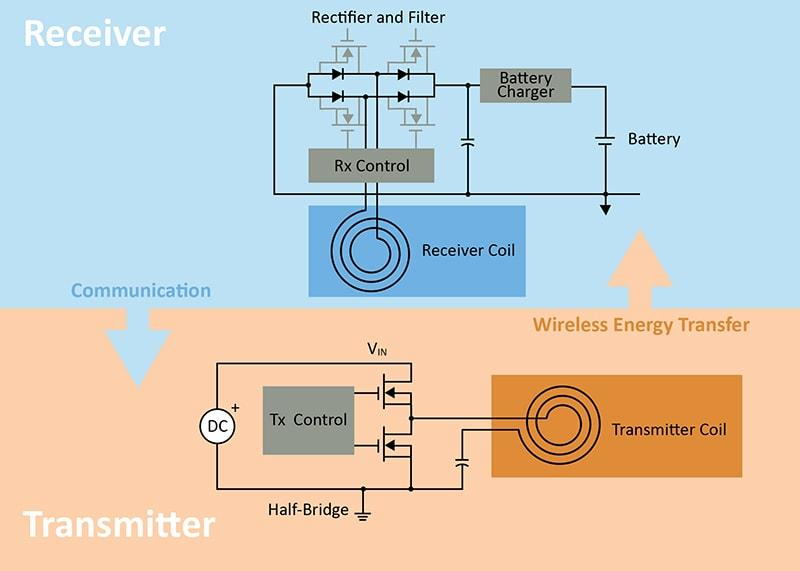 Receiver
Rectifier and Filter
Battery
Charger
Battery
Rx Control
Receiver Coil
Communication
Wireless Energy Transfer
VIN
DC
+
Tx Control
Transmitter Coil
Half-Bridge
Transmitter